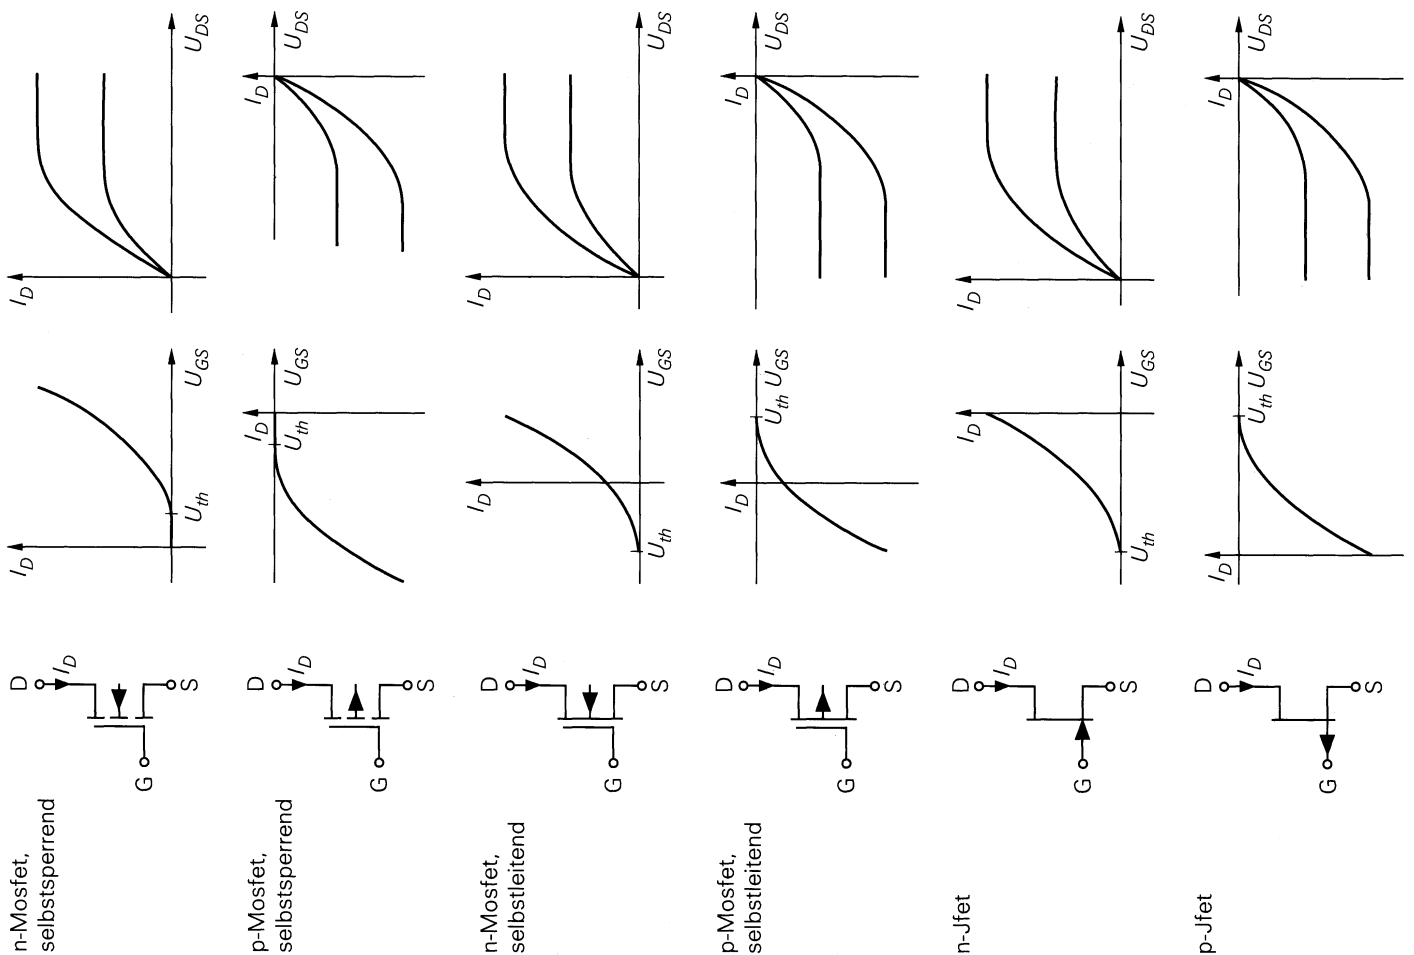 n-Mosfet,
selbstsperrend
D
I_D
G
S
I_D
U_th
U_GS
I_D
U_DS
p-Mosfet,
selbstsperrend
D
I_D
G
S
I_D
U_th
U_GS
I_D
U_DS
n-Mosfet,
selbstleitend
D
I_D
G
S
I_D
U_th
U_GS
I_D
U_DS
p-Mosfet,
selbstleitend
D
I_D
G
S
I_D
U_th U_GS
I_D
U_DS
n-Jfet
D
I_D
G
S
I_D
U_th
U_GS
I_D
U_DS
p-Jfet
D
I_D
G
S
I_D
U_th U_GS
I_D
U_DS